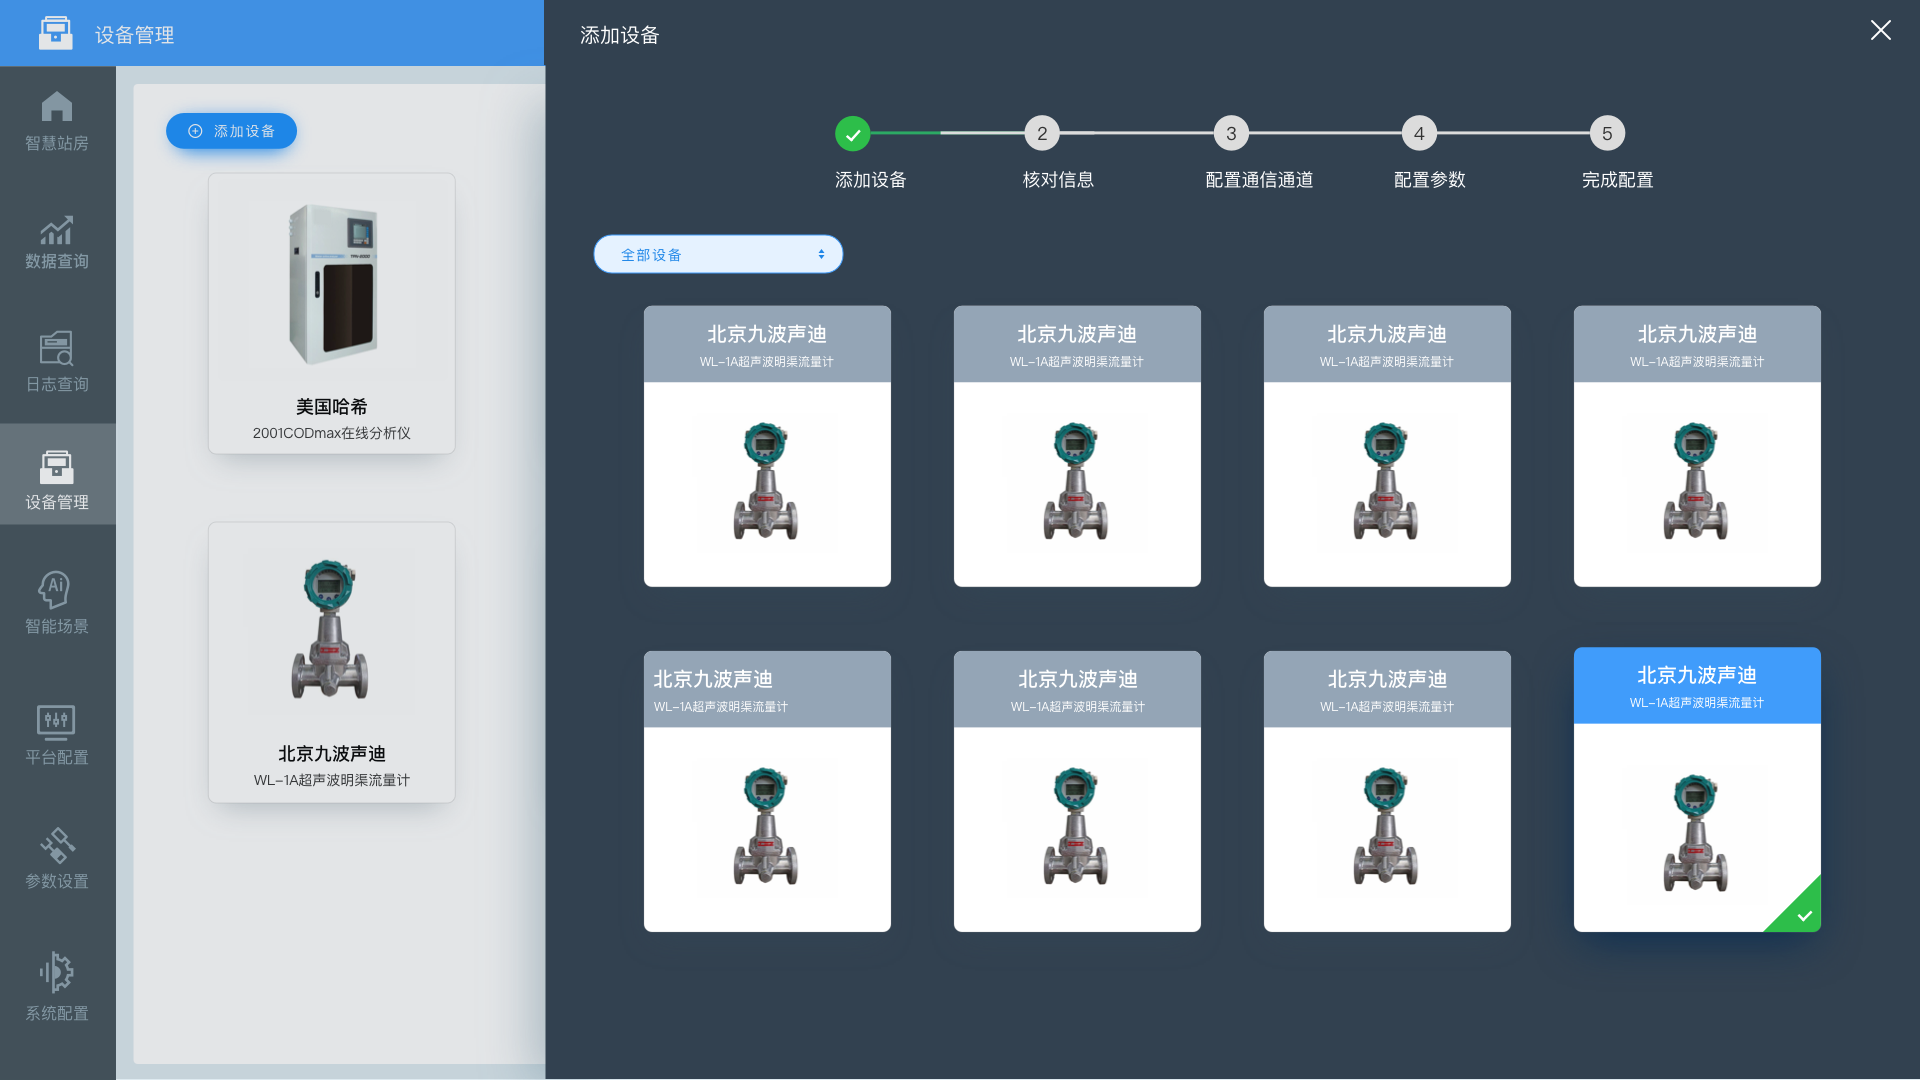 设备管理
添加设备
智慧站房
数据查询
日志查询
设备管理
Ai
智能场景
平台配置
参数设置
系统配置
添加设备
美国哈希
2001CODmax在线分析仪
北京九波声迪
WL-1A超声波明渠流量计
2
3
4
5
添加设备
核对信息
配置通信通道
配置参数
完成配置
全部设备
北京九波声迪
WL-1A超声波明渠流量计
北京九波声迪
WL-1A超声波明渠流量计
北京九波声迪
WL-1A超声波明渠流量计
北京九波声迪
WL-1A超声波明渠流量计
北京九波声迪
WL-1A超声波明渠流量计
北京九波声迪
WL-1A超声波明渠流量计
北京九波声迪
WL-1A超声波明渠流量计
北京九波声迪
WL-1A超声波明渠流量计